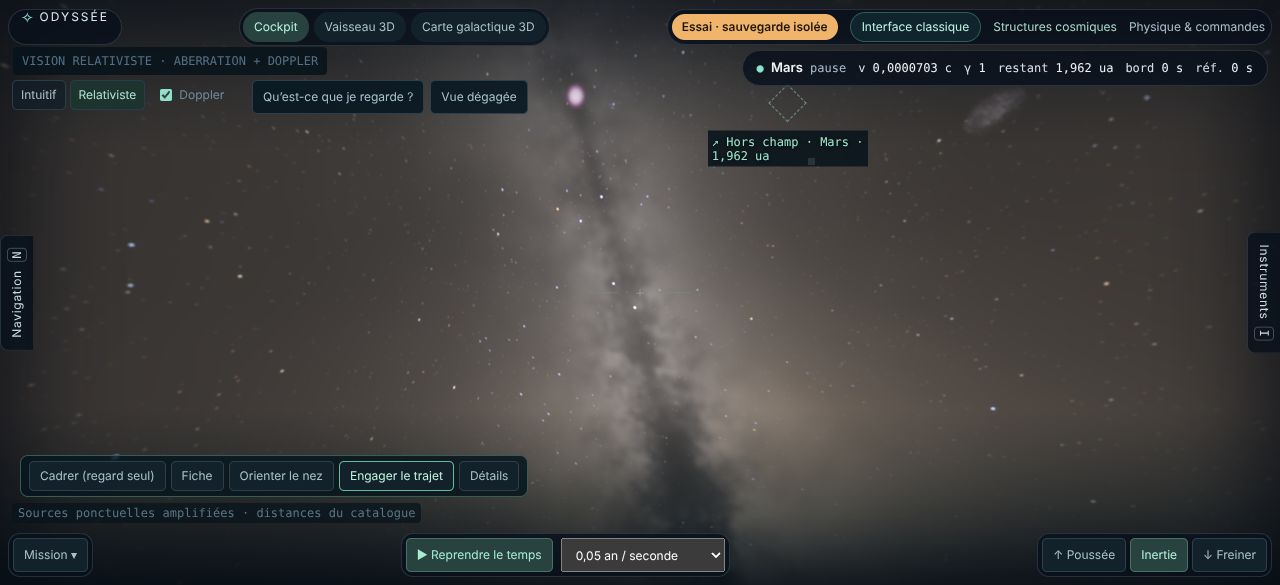 ✧ ODYSSÉE
Cockpit Vaisseau 3D Carte galactique 3D
Essai · sauvegarde isolée Interface classique Structures cosmiques Physique & commandes
VISION RELATIVISTE · ABERRATION + DOPPLER
Mars pause v 0,0000703 c γ 1 restant 1,962 ua bord 0 s réf. 0 s
Intuitif Relativiste Doppler Qu'est-ce que je regarde ? Vue dégagée
↗ Hors champ · Mars ·
1,962 ua
Navigation N
Instruments I
Cadrer (regard seul) Fiche Orienter le nez Engager le trajet Détails
Sources ponctuelles amplifiées · distances du catalogue
Mission ▾
▶ Reprendre le temps 0,05 an / seconde
↑ Poussée Inertie ↓ Freiner